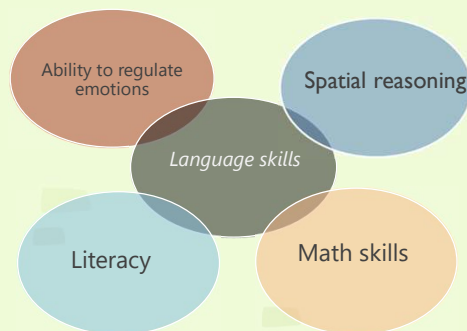 Ability to regulate
emotions
Spatial reasoning
Language skills
Literacy
Math skills